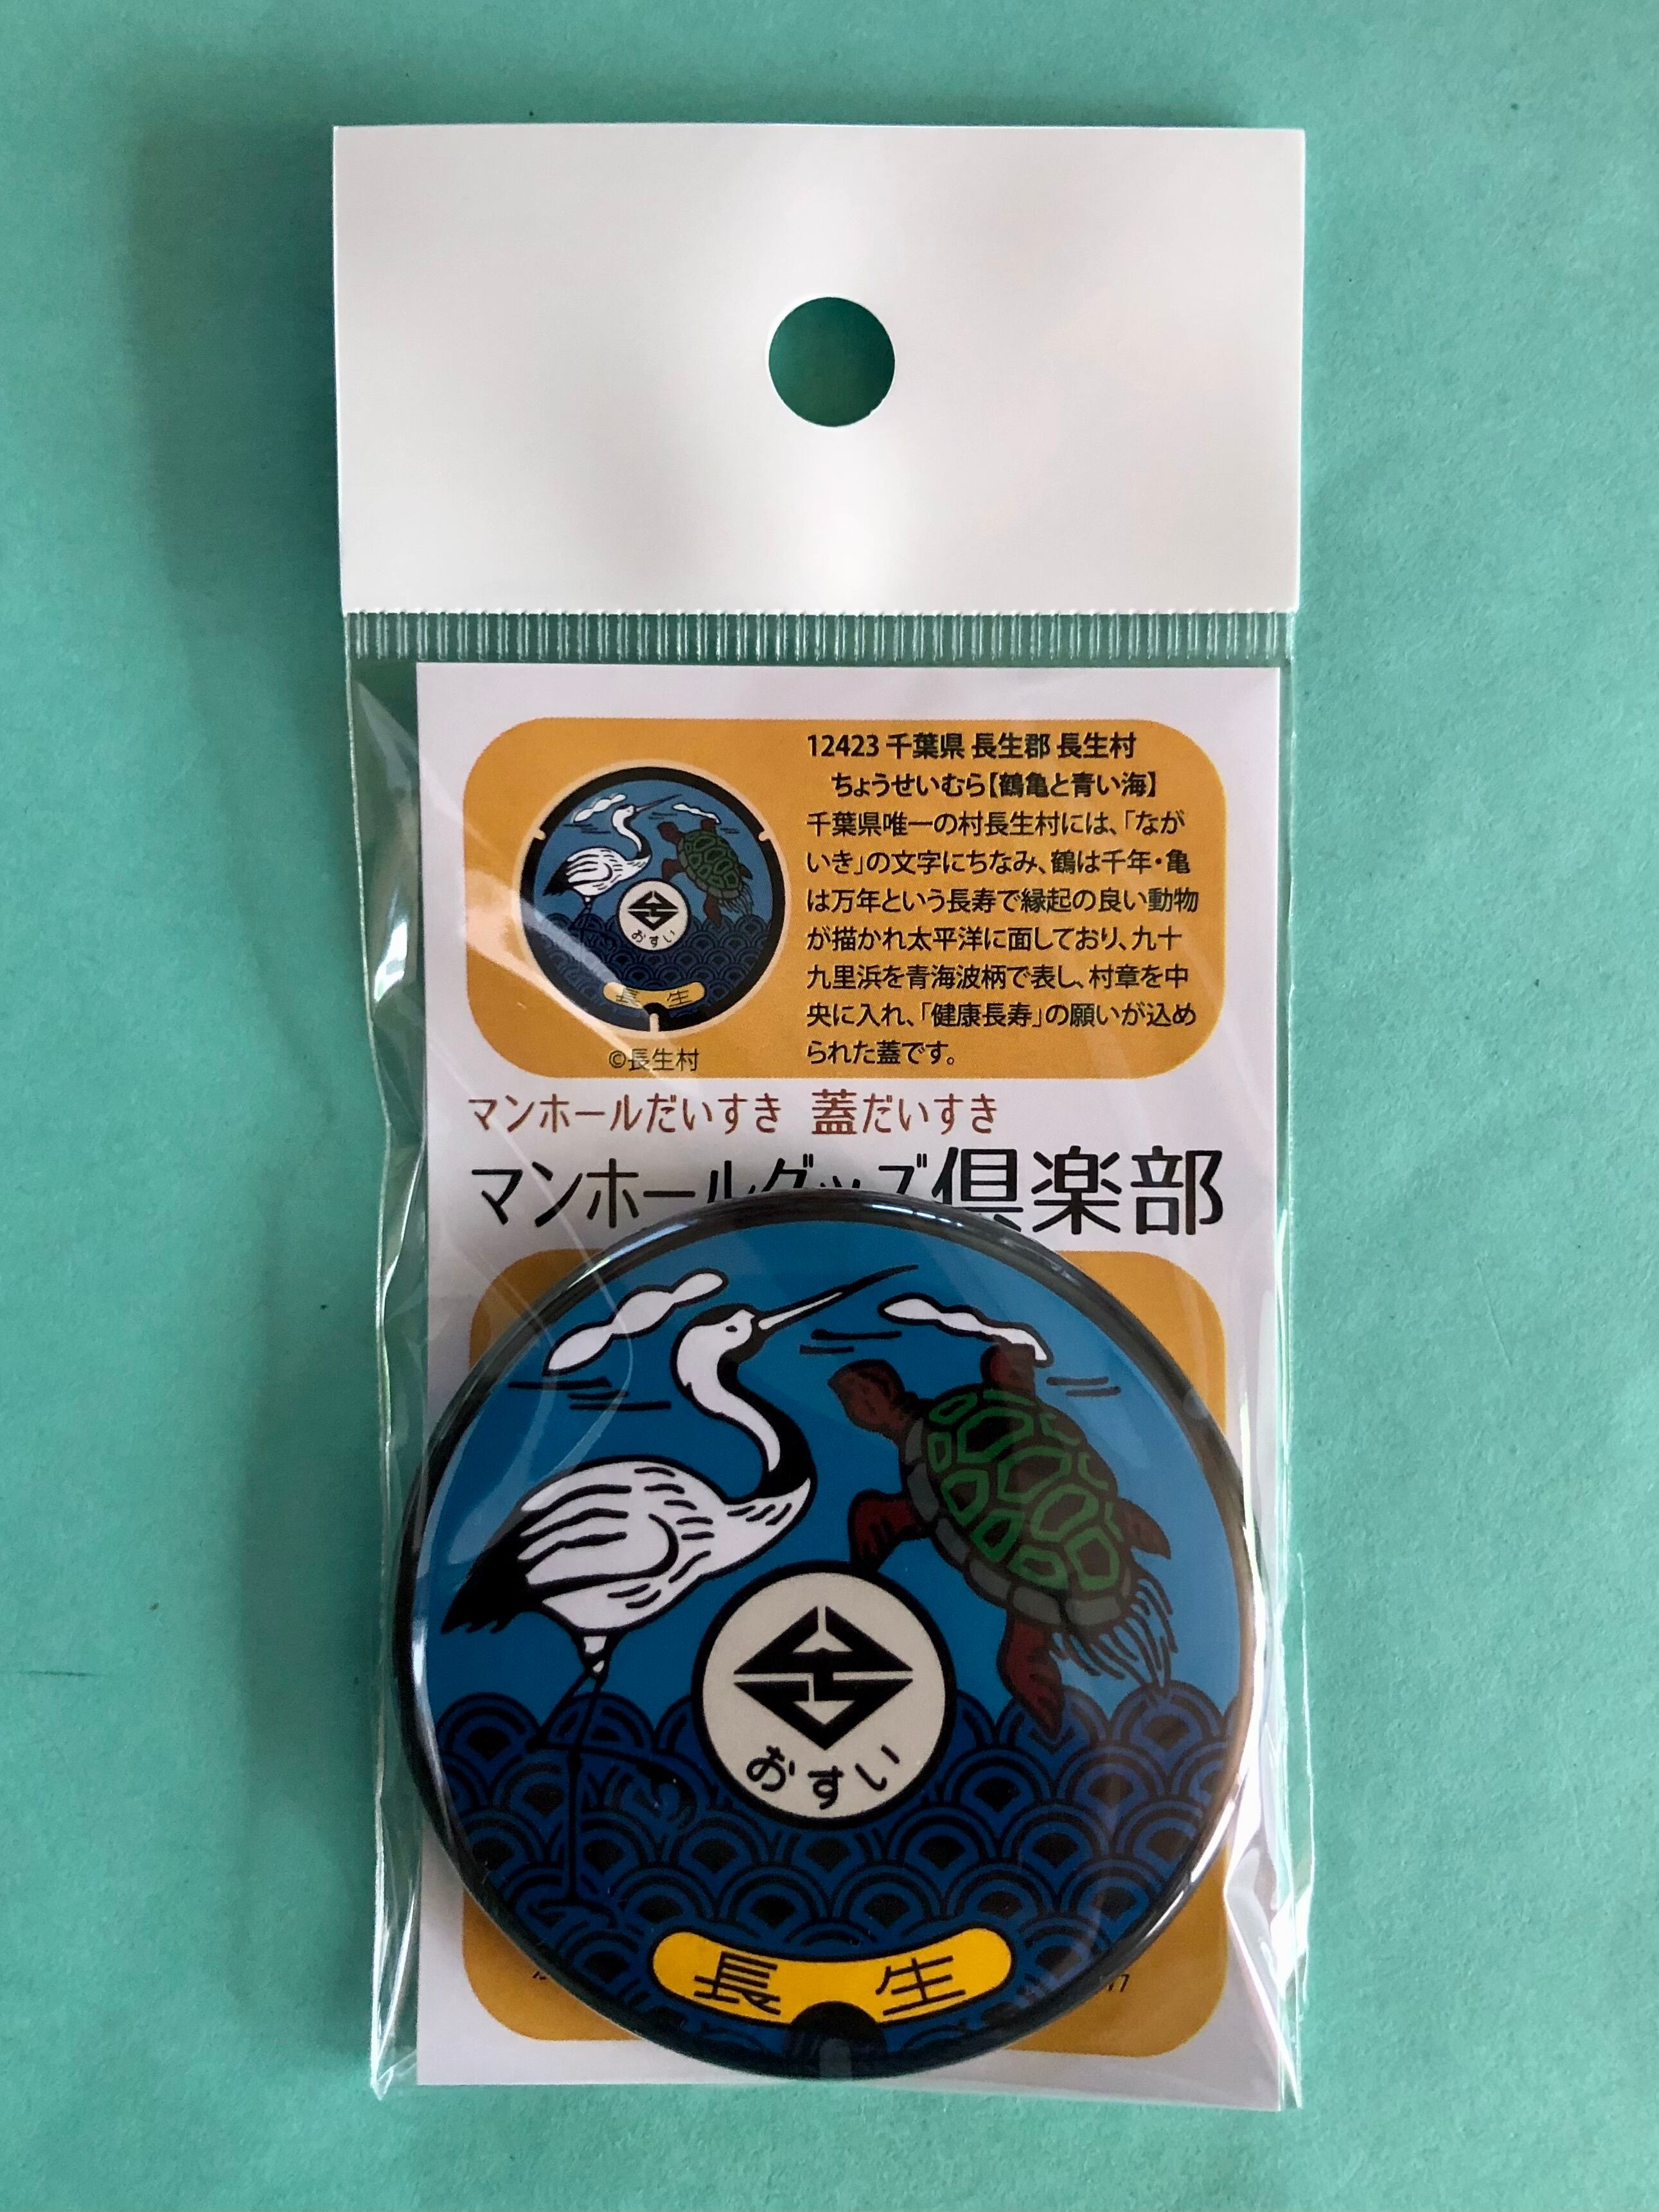 12423 千葉県 長生郡 長生村
ちょうせいむら【鶴亀と青い海】
千葉県唯一の村長生村には、「なが
いき」の文字にちなみ、鶴は千年・亀
は万年という長寿で縁起の良い動物
が描かれ太平洋に面しており、九十
九里浜を青海波柄で表し、村章を中
央に入れ、「健康長寿」の願いが込め
られた蓋です。
おすい
長 生
©長生村
マンホールだいすき 蓋だいすき
マンホールグッズ倶楽部
おすい
長 生